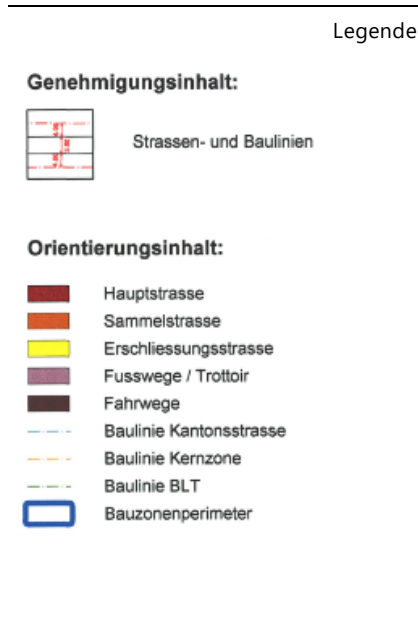 Legende
Genehmigungsinhalt:
Strassen- und Baulinien
Orientierungsinhalt:
Hauptstrasse
Sammelstrasse
Erschliessungsstrasse
Fusswege / Trottoir
Fahrwege
Baulinie Kantonsstrasse
Baulinie Kernzone
Baulinie BLT
Bauzonenperimeter